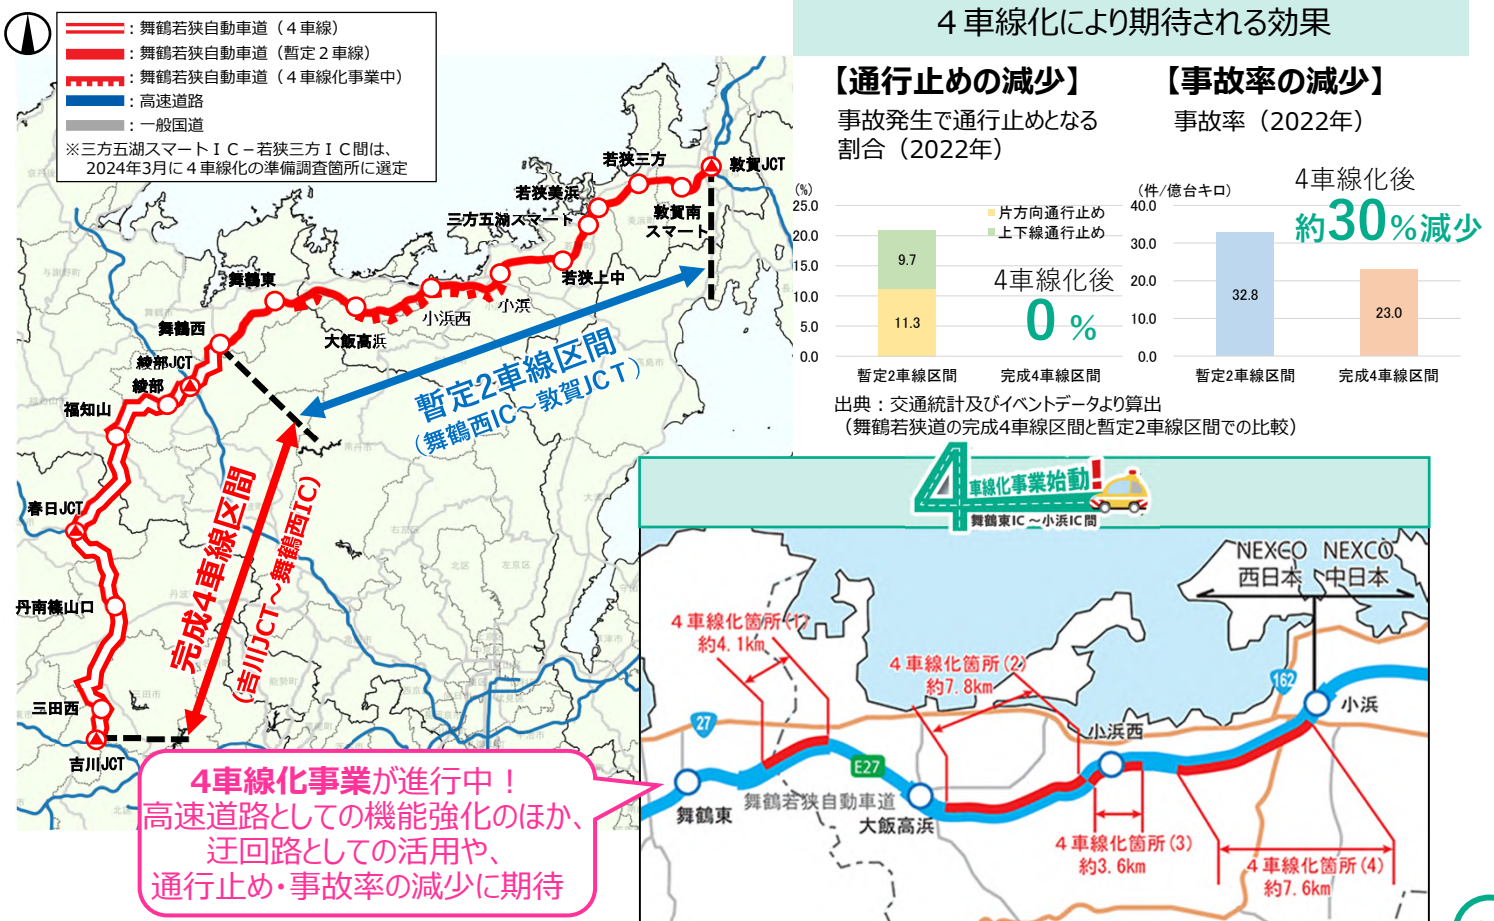 ：舞鶴若狭自動車道（４車線）
：舞鶴若狭自動車道（暫定２車線）
：舞鶴若狭自動車道（４車線化事業中）
：高速道路
：一般国道
※三方五湖スマートＩＣ－若狭三方ＩＣ間は、
2024年3月に４車線化の準備調査箇所に選定
敦賀JCT
若狭三方
敦賀南
スマート
若狭美浜
三方五湖スマート
若狭上中
小浜
小浜西
大飯高浜
舞鶴東
舞鶴西
綾部JCT
綾部
福知山
春日JCT
丹南篠山口
三田西
吉川JCT
暫定2車線区間
（舞鶴西IC～敦賀JCT）
完成4車線区間
（吉川JCT～舞鶴西IC）
4車線化事業が進行中！
高速道路としての機能強化のほか、
迂回路としての活用や、
通行止め・事故率の減少に期待
４車線化により期待される効果
【通行止めの減少】
事故発生で通行止めとなる
割合（2022年）
(%)
25.0
20.0
15.0
10.0
5.0
0.0
片方向通行止め
上下線通行止め
9.7
11.3
4車線化後
0 %
暫定2車線区間
完成4車線区間
【事故率の減少】
事故率（2022年）
(件/億台キロ)
40.0
30.0
20.0
10.0
0.0
4車線化後
約30%減少
32.8
23.0
暫定2車線区間
完成4車線区間
出典：交通統計及びイベントデータより算出
（舞鶴若狭道の完成4車線区間と暫定2車線区間での比較）
4車線化事業始動!
舞鶴東IC～小浜IC間
NEXCO 西日本
NEXCO 中日本
4車線化箇所(1)
約4.1km
4車線化箇所(2)
約7.8km
4車線化箇所(3)
約3.6km
4車線化箇所(4)
約7.6km
27
162
E27
舞鶴若狭自動車道
舞鶴東
大飯高浜
小浜西
小浜